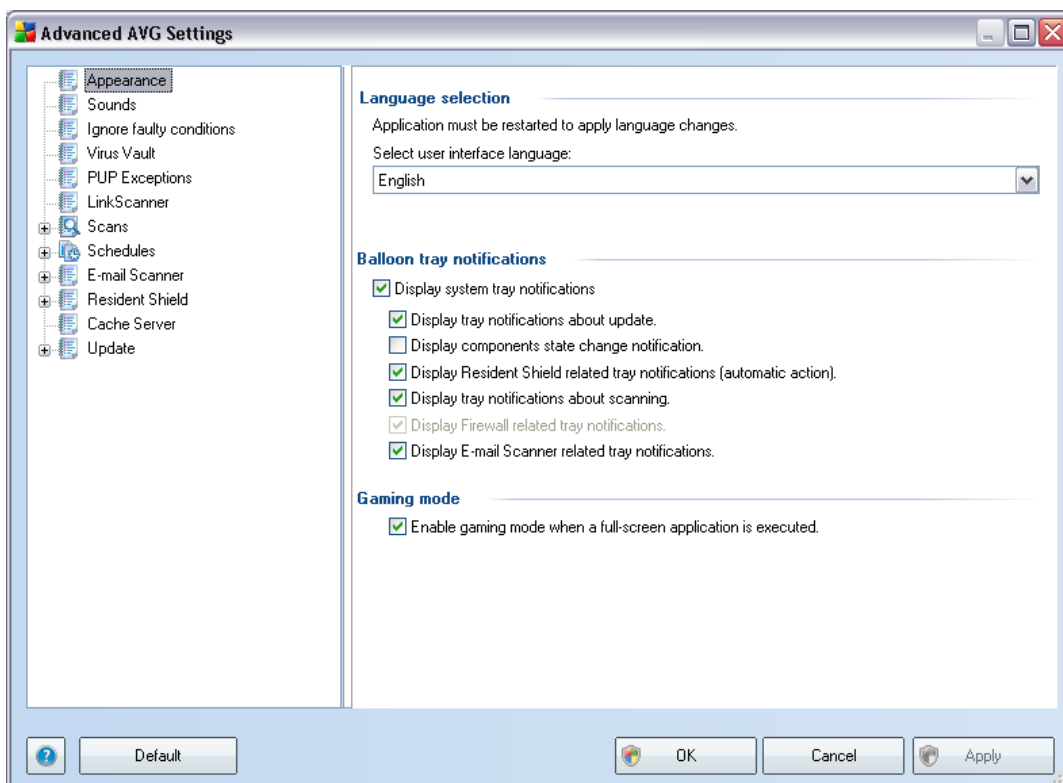 Advanced AVG Settings
Appearance
Sounds
Ignore faulty conditions
Virus Vault
PUP Exceptions
LinkScanner
Scans
Schedules
E-mail Scanner
Resident Shield
Cache Server
Update
Language selection
Application must be restarted to apply language changes.
Select user interface language:
English
Balloon tray notifications
Display system tray notifications
Display tray notifications about update.
Display components state change notification.
Display Resident Shield related tray notifications (automatic action).
Display tray notifications about scanning.
Display Firewall related tray notifications.
Display E-mail Scanner related tray notifications.
Gaming mode
Enable gaming mode when a full-screen application is executed.
Default
OK
Cancel
Apply